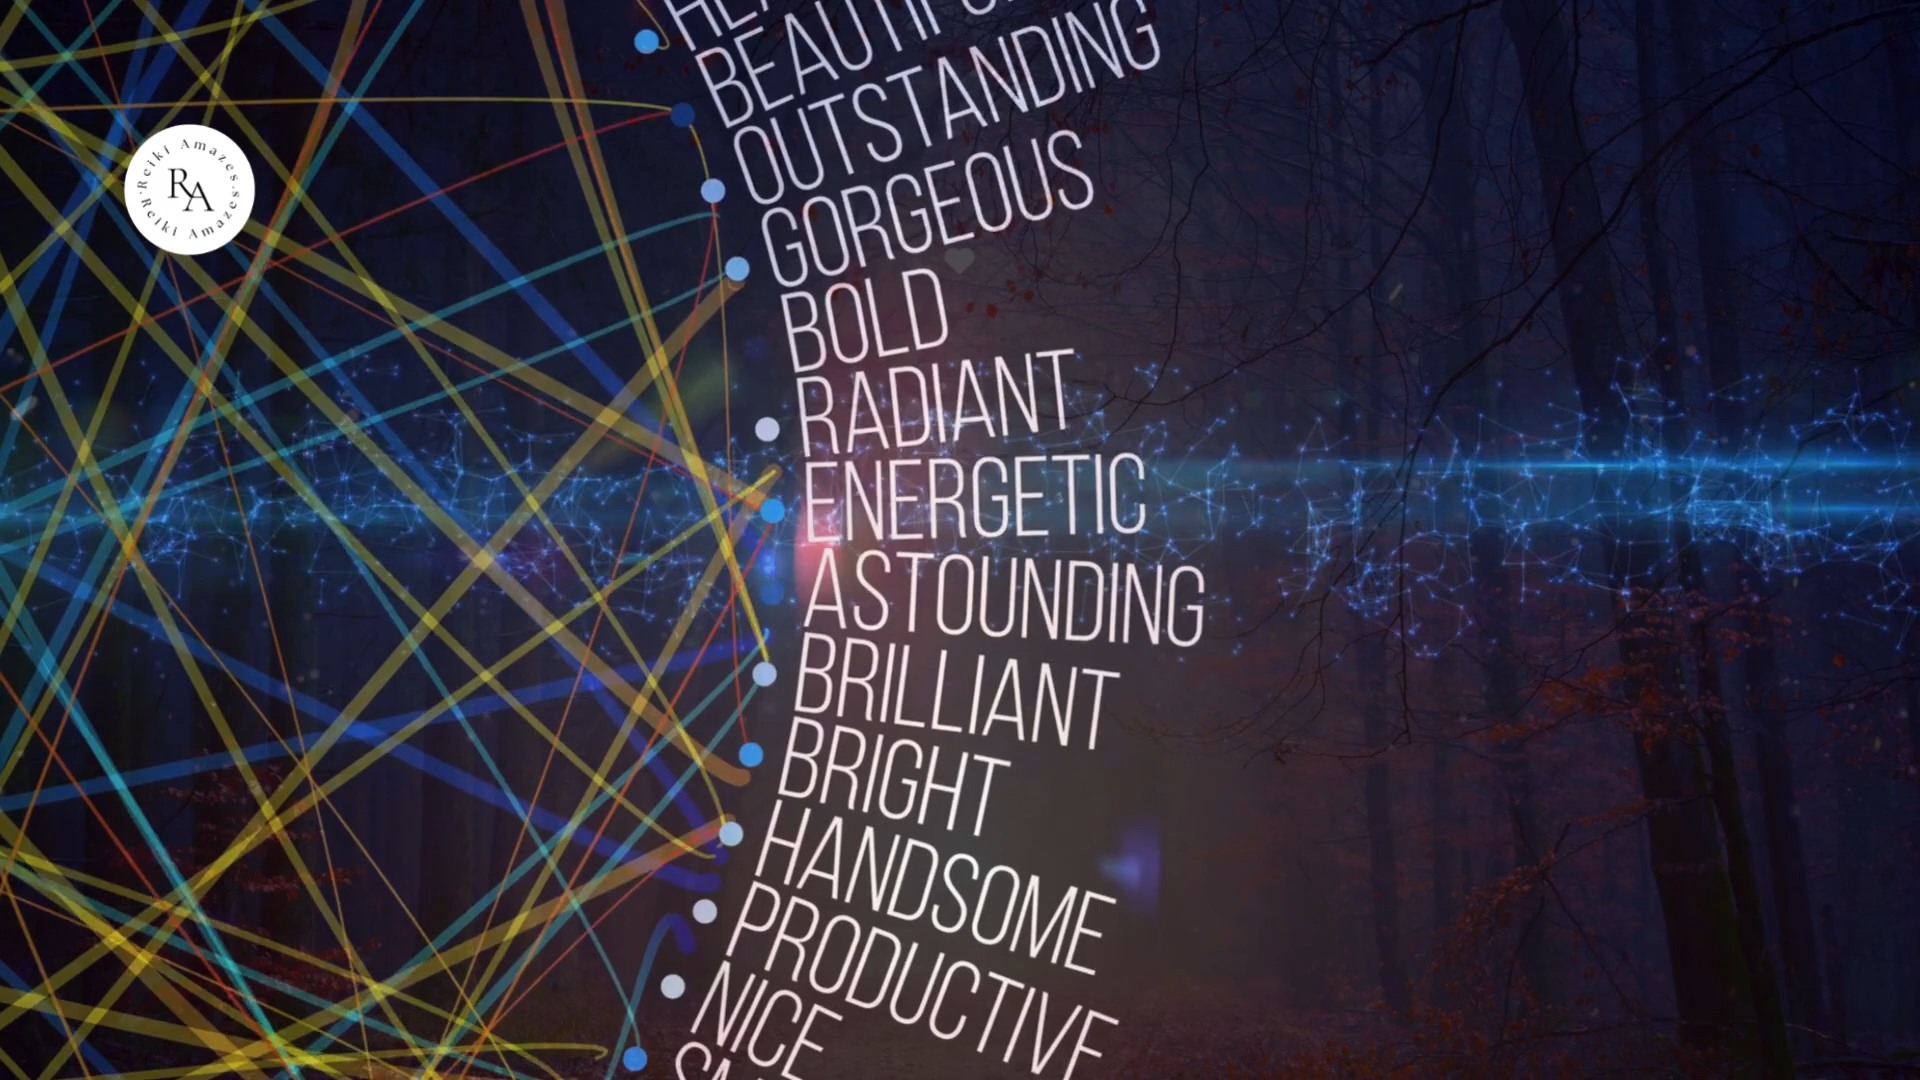 BEAUTIFUL
OUTSTANDING
GORGEOUS
BOLD
RADIANT
ENERGETIC
ASTOUNDING
BRILLIANT
BRIGHT
HANDSOME
PRODUCTIVE
NICE
Reiki Amazes · Reiki Amazes ·
RA